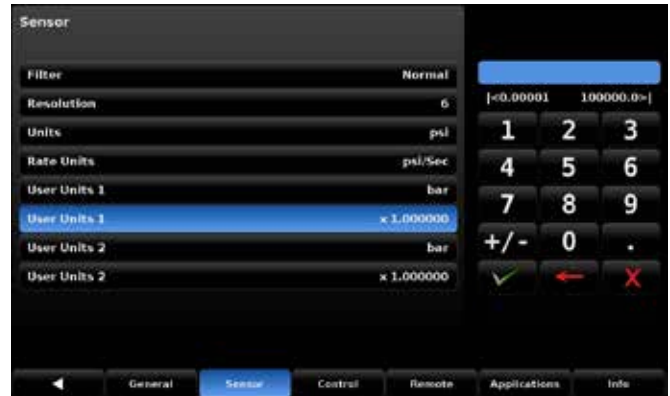 Sensor
Filter Normal
Resolution 6
Units psi
Rate Units psi/Sec
User Units 1 bar
User Units 1 x 1.000000
User Units 2 bar
User Units 2 x 1.000000
|<0.00001 100000.0>|
1 2 3
4 5 6
7 8 9
+/- 0 .
General Sensor Control Remote Applications Info